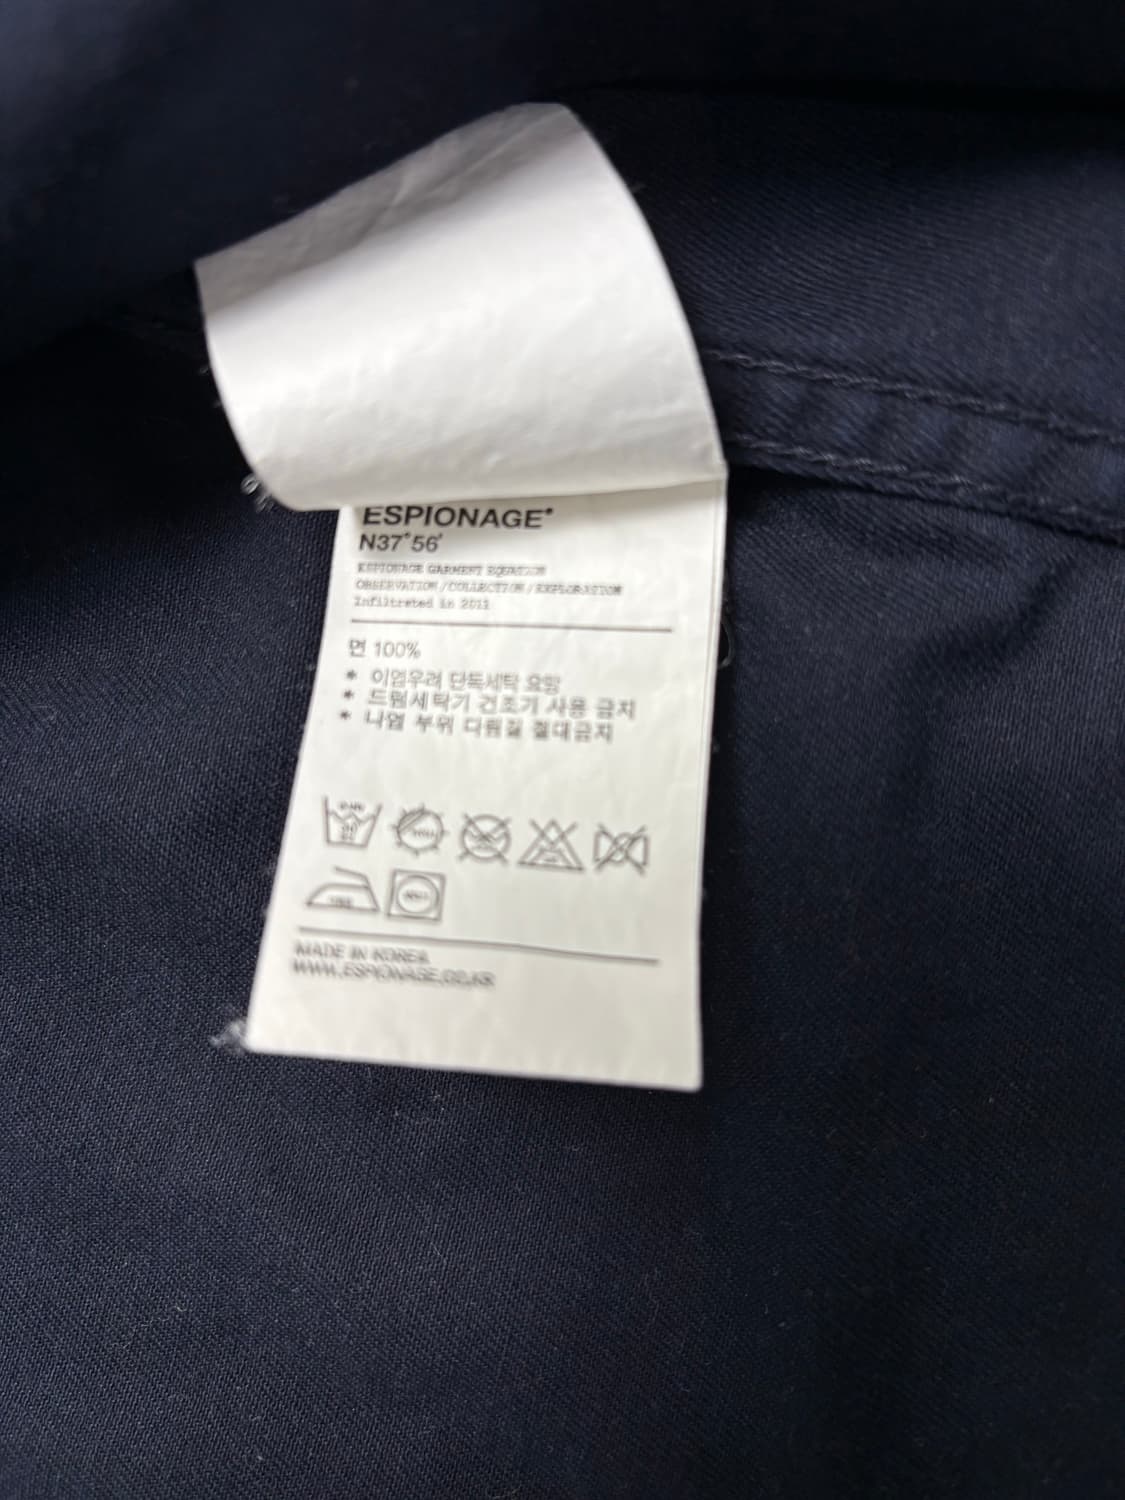 ESPIONAGE®
N37°56'
ESPIONAGE GARMENT EQUATION
OBSERVATION/COLLECTION/EXPLORATION
Infiltrated in 2011
면 100%
* 이염우려 단독세탁 요망
* 드럼세탁기 건조기 사용 금지
* 나염 부위 다림질 절대금지
MADE IN KOREA
WWW.ESPIONAGE.CO.KR